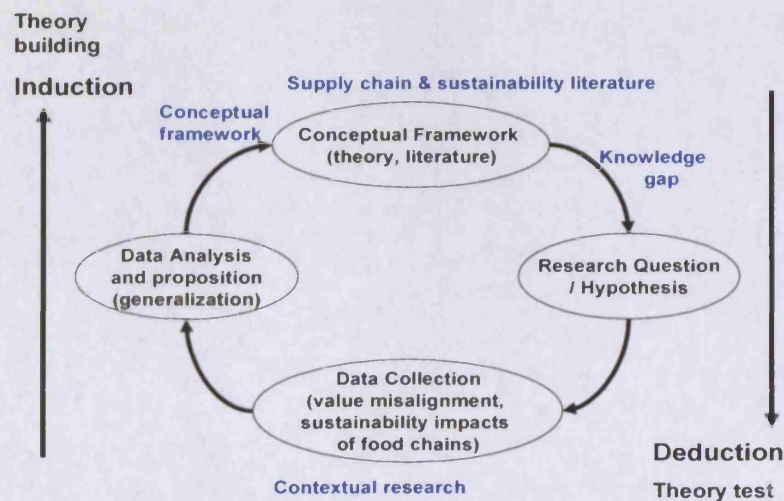 Theory
building
Induction
Supply chain & sustainability literature
Conceptual
framework
Conceptual Framework
(theory, literature)
Knowledge
gap
Data Analysis
and proposition
(generalization)
Research Question
/ Hypothesis
Data Collection
(value misalignment,
sustainability impacts
of food chains)
Contextual research
Deduction
Theory test